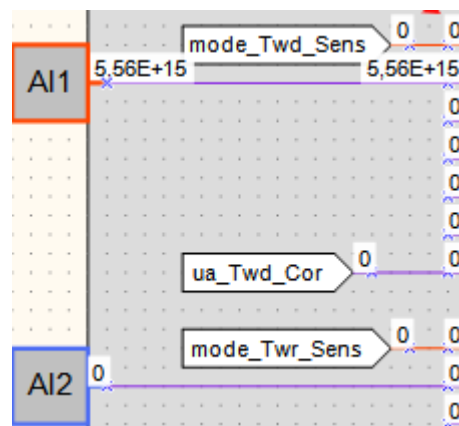 mode_Twd_Sens 0 0
AI1 5,56E+15 5,56E+15
0
0
0
0
ua_Twd_Cor 0 0
mode_Twr_Sens 0 0
AI2 0 0
0